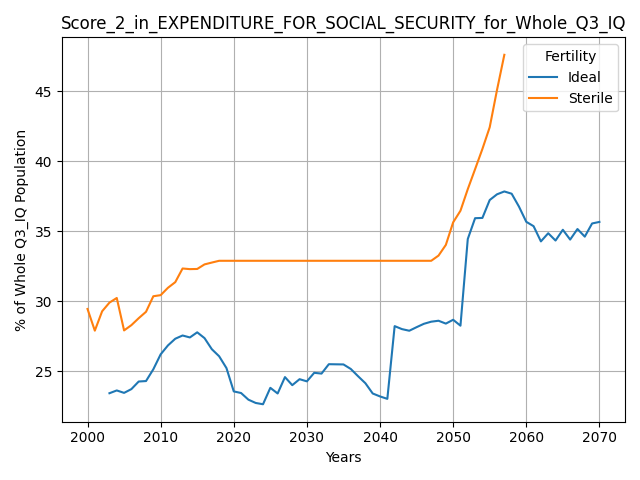 Score_2_in_EXPENDITURE_FOR_SOCIAL_SECURITY_for_Whole_Q3_IQ
Fertility
Ideal
Sterile
% of Whole Q3_IQ Population
45
40
35
30
25
2000 2010 2020 2030 2040 2050 2060 2070
Years